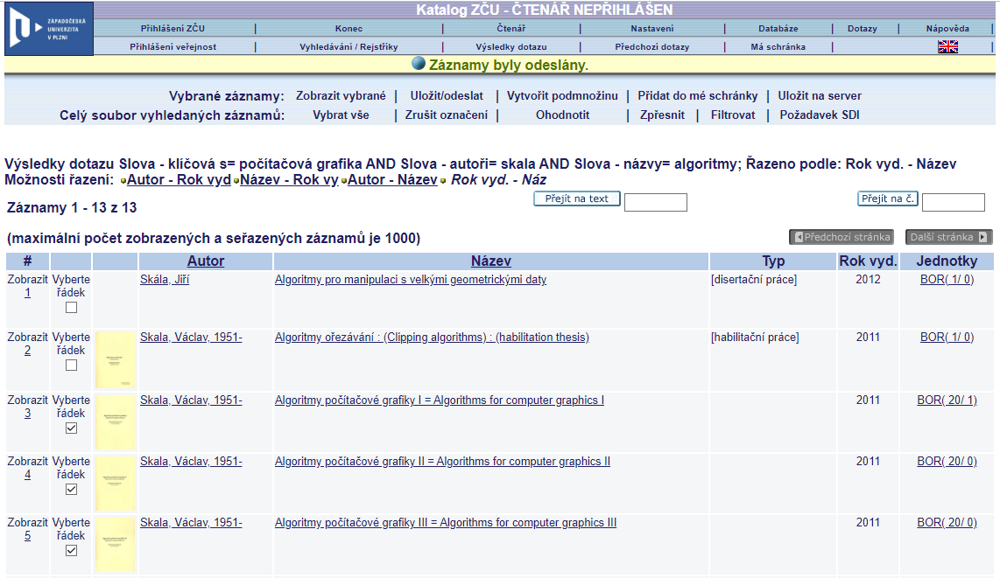 ZÁPADOČESKÁ
UNIVERZITA
V PLZNI
Katalog ZČU - ČTENÁŘ NEPŘIHLÁŠEN
Přihlášení ZČU | Konec | Čtenář | Nastavení | Databáze | Dotazy | Nápověda |
Přihlášení veřejnost | Vyhledávání / Rejstříky | Výsledky dotazu | Předchozí dotazy | Má schránka | |
Záznamy byly odeslány.
Vybrané záznamy: Zobrazit vybrané | Uložit/odeslat | Vytvořit podmnožinu | Přidat do mé schránky | Uložit na server
Celý soubor vyhledaných záznamů: Vybrat vše | Zrušit označení | Ohodnotit | Zpřesnit | Filtrovat | Požadavek SDI
Výsledky dotazu Slova - klíčová s= počítačová grafika AND Slova - autoři= skala AND Slova - názvy= algoritmy; Řazeno podle: Rok vyd. - Název
Možnosti řazení: Autor - Rok vyd Název - Rok vy Autor - Název Rok vyd. - Náz
Přejít na text Přejít na č.
Záznamy 1 - 13 z 13
(maximální počet zobrazených a seřazených záznamů je 1000) Předchozí stránka Další stránka
# Autor Název Typ Rok vyd. Jednotky
Zobrazit Vyberte Skála, Jiří Algoritmy pro manipulaci s velkými geometrickými daty [disertační práce] 2012 BOR( 1/ 0)
1 řádek
Zobrazit Vyberte Skala, Václav, 1951- Algoritmy ořezávání : (Clipping algorithms) : (habilitation thesis) [habilitační práce] 2011 BOR( 1/ 0)
2 řádek
Zobrazit Vyberte Skala, Václav, 1951- Algoritmy počítačové grafiky I = Algorithms for computer graphics I 2011 BOR( 20/ 1)
3 řádek
Zobrazit Vyberte Skala, Václav, 1951- Algoritmy počítačové grafiky II = Algorithms for computer graphics II 2011 BOR( 20/ 0)
4 řádek
Zobrazit Vyberte Skala, Václav, 1951- Algoritmy počítačové grafiky III = Algorithms for computer graphics III 2011 BOR( 20/ 0)
5 řádek